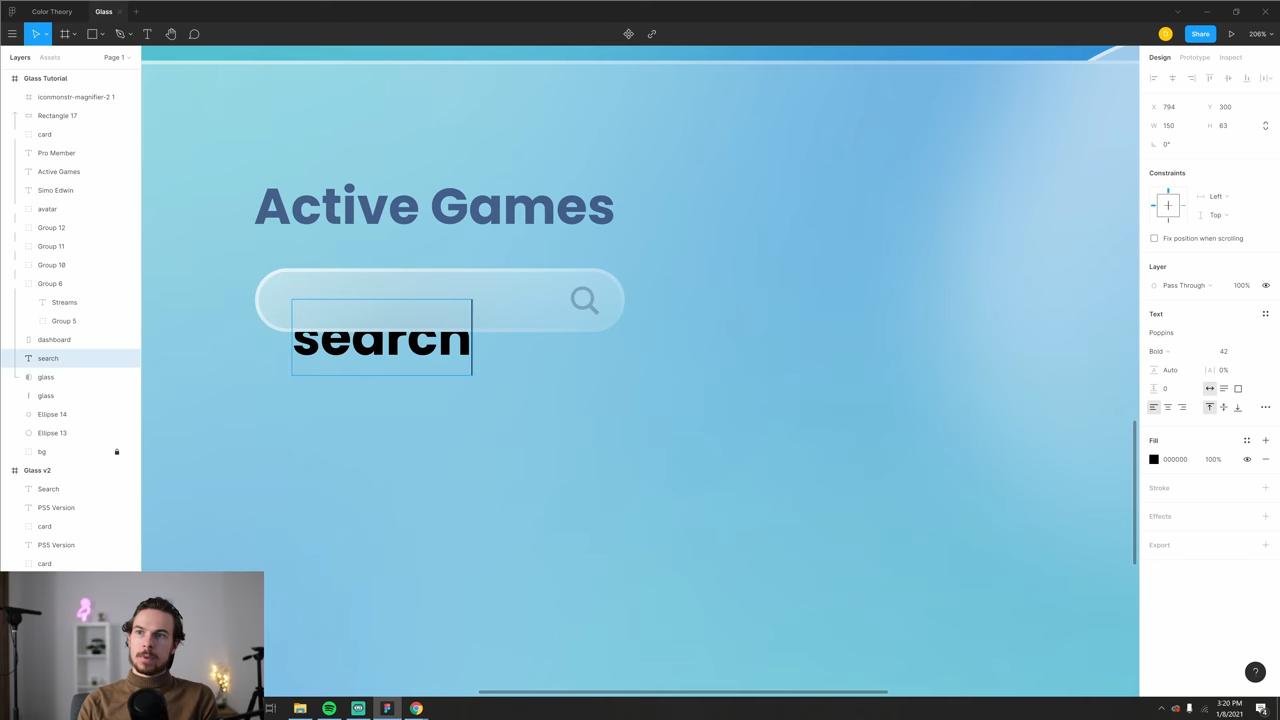 Color Theory
Glass
Share
206%
Layers
Assets
Page 1
Design
Prototype
Inspect
Glass Tutorial
iconmonstr-magnifier-2 1
Rectangle 17
card
Pro Member
Active Games
Simo Edwin
avatar
Group 12
Group 11
Group 10
Group 6
Streams
Group 5
dashboard
search
glass
glass
Ellipse 14
Ellipse 13
bg
Glass v2
Search
PS5 Version
card
PS5 Version
card
Active Games
search
X 794 Y 300
W 150 H 63
0°
Constraints
Left
Top
Fix position when scrolling
Layer
Pass Through 100%
Text
Poppins
Bold 42
Auto 0%
0
Fill
000000 100%
Stroke
Effects
Export
?
3:20 PM
1/8/2021
4